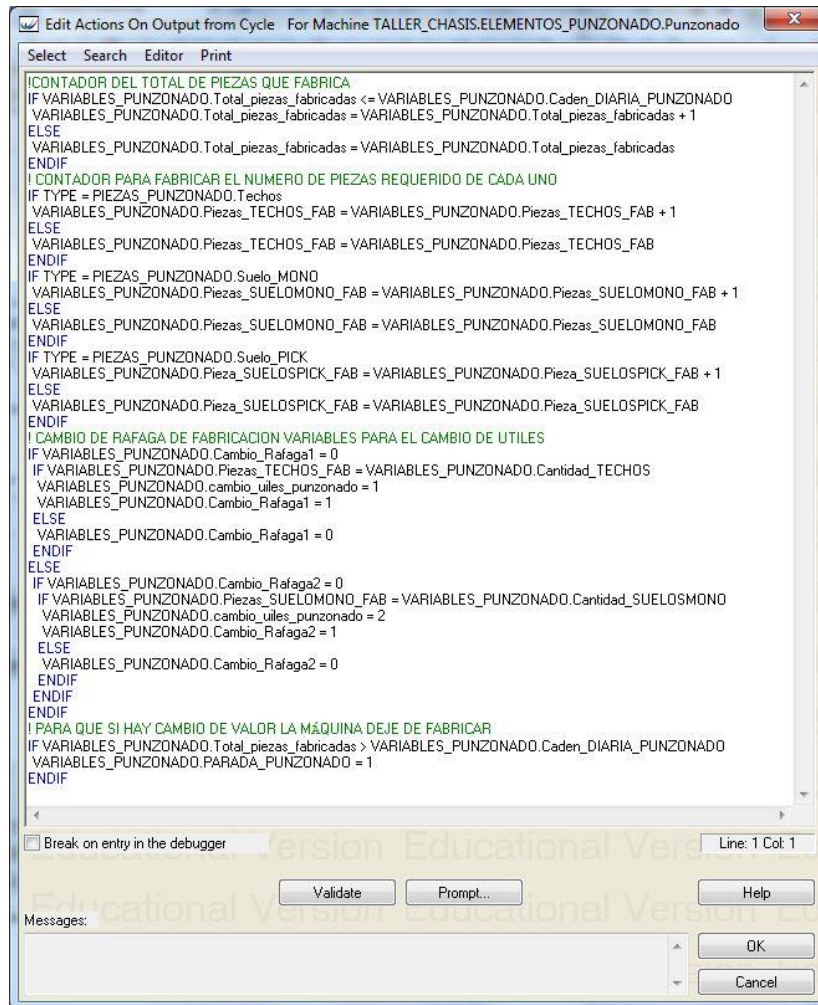 Edit Actions On Output from Cycle For Machine TALLER_CHASIS.ELEMENTOS_PUNZONADO.Punzonado
X
Select Search Editor Print
!CONTADOR DEL TOTAL DE PIEZAS QUE FABRICA
IF VARIABLES_PUNZONADO.Total_piezas_fabricadas <= VARIABLES_PUNZONADO.Caden_DIARIA_PUNZONADO
VARIABLES_PUNZONADO.Total_piezas_fabricadas = VARIABLES_PUNZONADO.Total_piezas_fabricadas + 1
ELSE
VARIABLES_PUNZONADO.Total_piezas_fabricadas = VARIABLES_PUNZONADO.Total_piezas_fabricadas
ENDIF
! CONTADOR PARA FABRICAR EL NUMERO DE PIEZAS REQUERIDO DE CADA UNO
IF TYPE = PIEZAS_PUNZONADO.Techos
VARIABLES_PUNZONADO.Piezas_TECHOS_FAB = VARIABLES_PUNZONADO.Piezas_TECHOS_FAB + 1
ELSE
VARIABLES_PUNZONADO.Piezas_TECHOS_FAB = VARIABLES_PUNZONADO.Piezas_TECHOS_FAB
ENDIF
IF TYPE = PIEZAS_PUNZONADO.Suelo_MONO
VARIABLES_PUNZONADO.Piezas_SUELOMONO_FAB = VARIABLES_PUNZONADO.Piezas_SUELOMONO_FAB + 1
ELSE
VARIABLES_PUNZONADO.Piezas_SUELOMONO_FAB = VARIABLES_PUNZONADO.Piezas_SUELOMONO_FAB
ENDIF
IF TYPE = PIEZAS_PUNZONADO.Suelo_PICK
VARIABLES_PUNZONADO.Pieza_SUELOSPICK_FAB = VARIABLES_PUNZONADO.Pieza_SUELOSPICK_FAB + 1
ELSE
VARIABLES_PUNZONADO.Pieza_SUELOSPICK_FAB = VARIABLES_PUNZONADO.Pieza_SUELOSPICK_FAB
ENDIF
! CAMBIO DE RAFAGA DE FABRICACION VARIABLES PARA EL CAMBIO DE UTILES
IF VARIABLES_PUNZONADO.Cambio_Rafaga1 = 0
IF VARIABLES_PUNZONADO.Piezas_TECHOS_FAB = VARIABLES_PUNZONADO.Cantidad_TECHOS
VARIABLES_PUNZONADO.cambio_uiles_punzonado = 1
VARIABLES_PUNZONADO.Cambio_Rafaga1 = 1
ELSE
VARIABLES_PUNZONADO.Cambio_Rafaga1 = 0
ENDIF
ELSE
IF VARIABLES_PUNZONADO.Cambio_Rafaga2 = 0
IF VARIABLES_PUNZONADO.Piezas_SUELOMONO_FAB = VARIABLES_PUNZONADO.Cantidad_SUELOSMONO
VARIABLES_PUNZONADO.cambio_uiles_punzonado = 2
VARIABLES_PUNZONADO.Cambio_Rafaga2 = 1
ELSE
VARIABLES_PUNZONADO.Cambio_Rafaga2 = 0
ENDIF
ENDIF
ENDIF
! PARA QUE SI HAY CAMBIO DE VALOR LA MÁQUINA DEJE DE FABRICAR
IF VARIABLES_PUNZONADO.Total_piezas_fabricadas > VARIABLES_PUNZONADO.Caden_DIARIA_PUNZONADO
VARIABLES_PUNZONADO.PARADA_PUNZONADO = 1
ENDIF
Break on entry in the debugger
Line: 1 Col: 1
Educational Version Educational Version
Validate Prompt... Help
Messages:
OK
Cancel